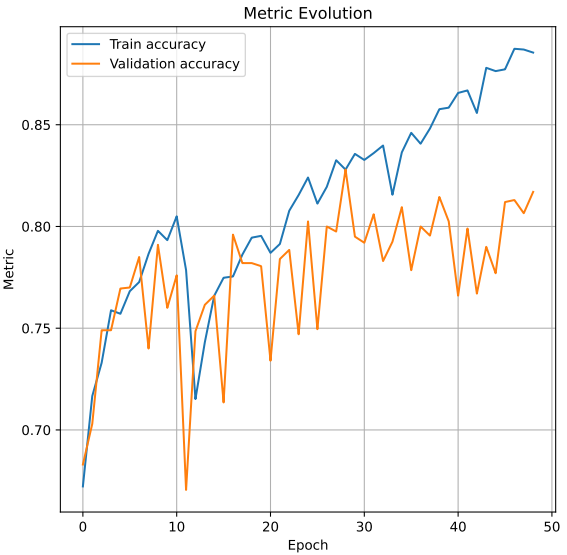 Metric Evolution
Train accuracy
Validation accuracy
0.85
0.80
0.75
0.70
Metric
0 10 20 30 40 50
Epoch